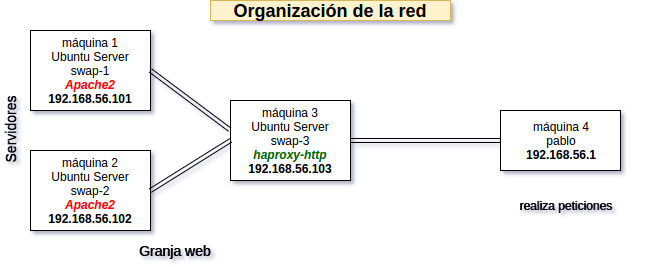 Organización de la red
máquina 1
Ubuntu Server
swap-1
Apache2
192.168.56.101
Servidores
máquina 2
Ubuntu Server
swap-2
Apache2
192.168.56.102
máquina 3
Ubuntu Server
swap-3
haproxy-http
192.168.56.103
máquina 4
pablo
192.168.56.1
realiza peticiones
Granja web